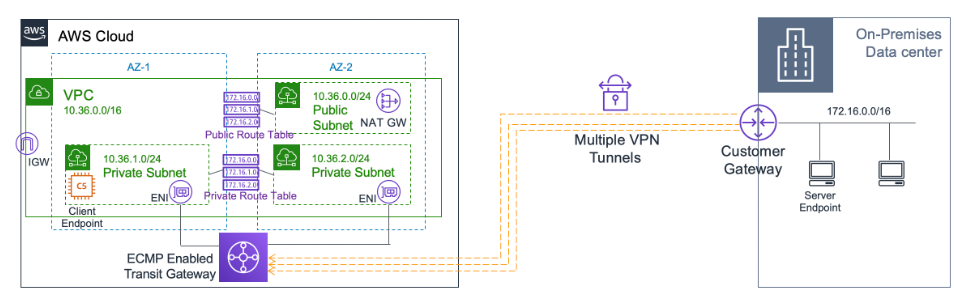 aws
AWS Cloud
AZ-1
AZ-2
VPC
10.36.0.0/16
172.16.0.0
172.16.1.0
172.16.2.0
Public Route Table
10.36.0.0/24
Public
Subnet
NAT GW
IGW
10.36.1.0/24
Private Subnet
C5
ENI
Client
Endpoint
172.16.0.0
172.16.1.0
172.16.2.0
Private Route Table
10.36.2.0/24
Private Subnet
ENI
ECMP Enabled
Transit Gateway
Multiple VPN
Tunnels
On-Premises
Data center
172.16.0.0/16
Customer
Gateway
Server
Endpoint